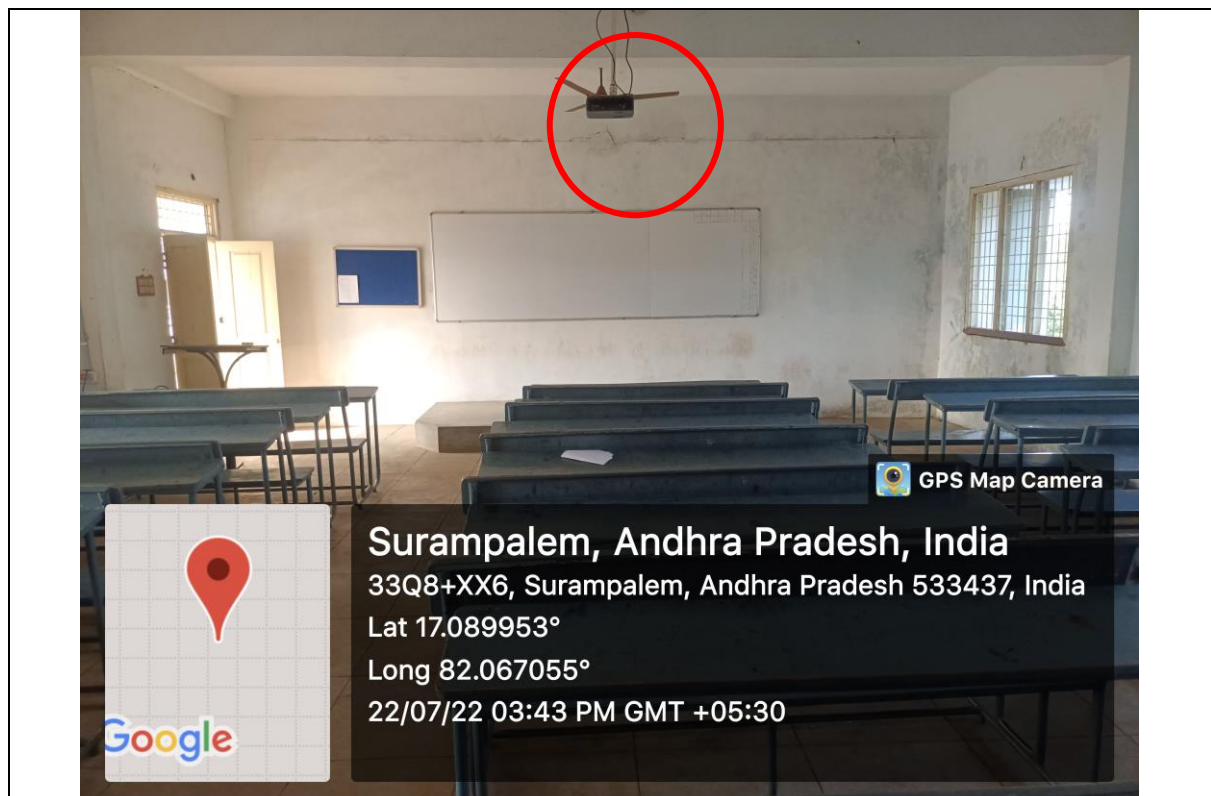 GPS Map Camera
Surampalem, Andhra Pradesh, India
33Q8+XX6, Surampalem, Andhra Pradesh 533437, India
Lat 17.089953°
Long 82.067055°
22/07/22 03:43 PM GMT +05:30
Google